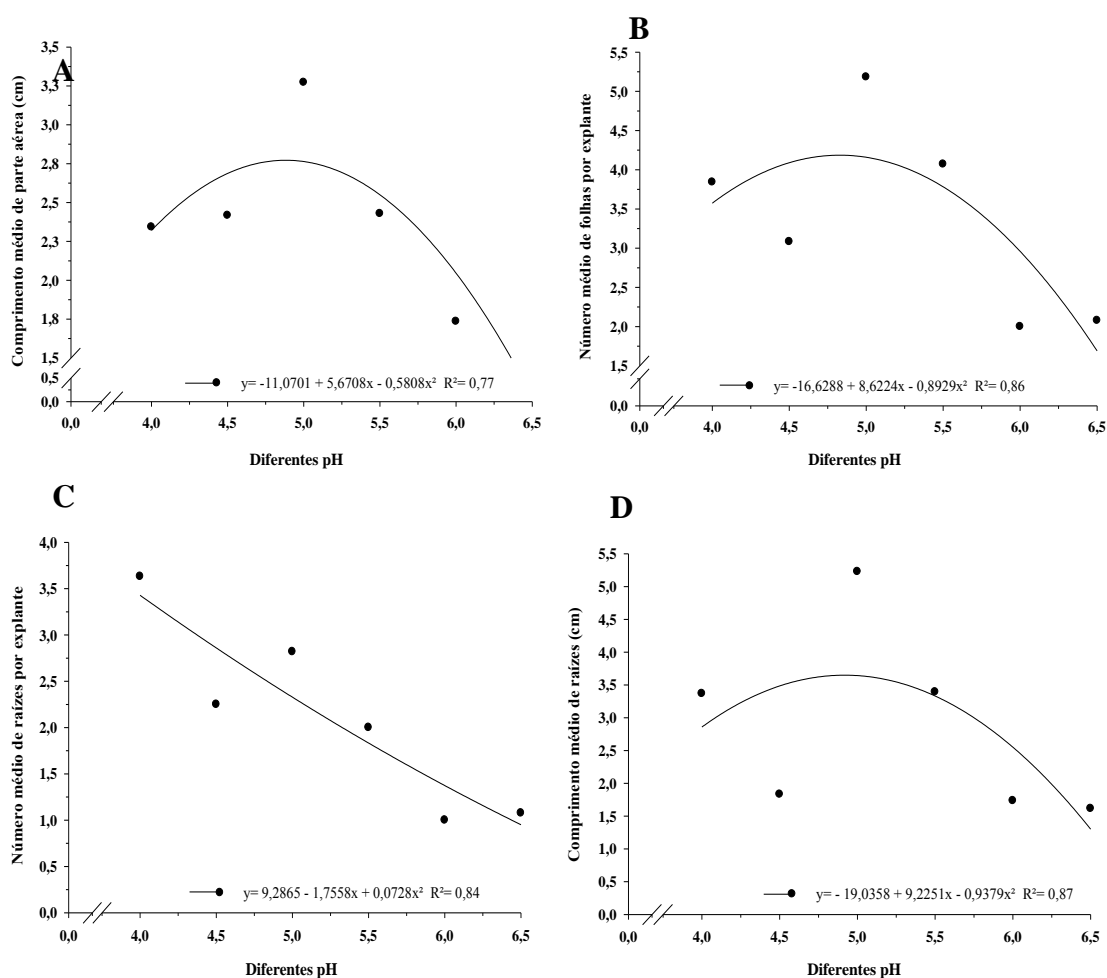 A
Comprimento médio de parte aérea (cm)
3,5
3,3
3,0
2,8
2,5
2,3
2,0
1,8
1,5
0,5
0,0
y= -11,0701 + 5,6708x - 0,5808x² R²= 0,77
0,0 4,0 4,5 5,0 5,5 6,0 6,5
Diferentes pH
B
Número médio de folhas por explante
5,5
5,0
4,5
4,0
3,5
3,0
2,5
2,0
1,5
0,5
0,0
y= -16,6288 + 8,6224x - 0,8929x² R²= 0,86
0,0 4,0 4,5 5,0 5,5 6,0 6,5
Diferentes pH
C
Número médio de raízes por explante
4,0
3,5
3,0
2,5
2,0
1,5
1,0
0,5
0,0
y= 9,2865 - 1,7558x + 0,0728x² R²= 0,84
0,0 4,0 4,5 5,0 5,5 6,0 6,5
Diferentes pH
D
Comprimento médio de raízes (cm)
5,5
5,0
4,5
4,0
3,5
3,0
2,5
2,0
1,5
1,0
0,5
0,0
y= - 19,0358 + 9,2251x - 0,9379x² R²= 0,87
0,0 4,0 4,5 5,0 5,5 6,0 6,5
Diferentes pH